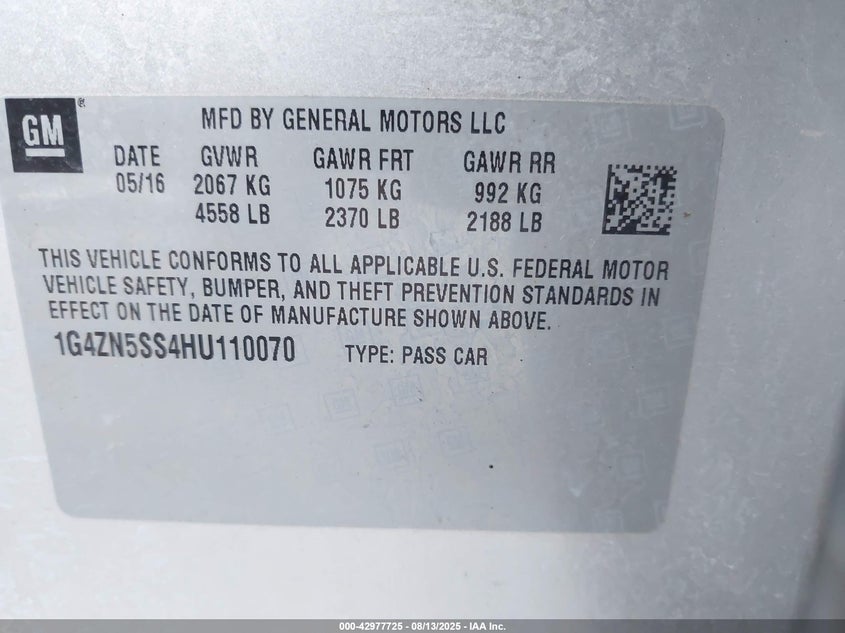 GM® MFD BY GENERAL MOTORS LLC
DATE GVWR GAWR FRT GAWR RR
05/16 2067 KG 1075 KG 992 KG
4558 LB 2370 LB 2188 LB
THIS VEHICLE CONFORMS TO ALL APPLICABLE U.S. FEDERAL MOTOR
VEHICLE SAFETY, BUMPER, AND THEFT PREVENTION STANDARDS IN
EFFECT ON THE DATE OF MANUFACTURE SHOWN ABOVE.
1G4ZN5SS4HU110070 TYPE: PASS CAR
000-42977725 - 08/13/2025 - IAA Inc.